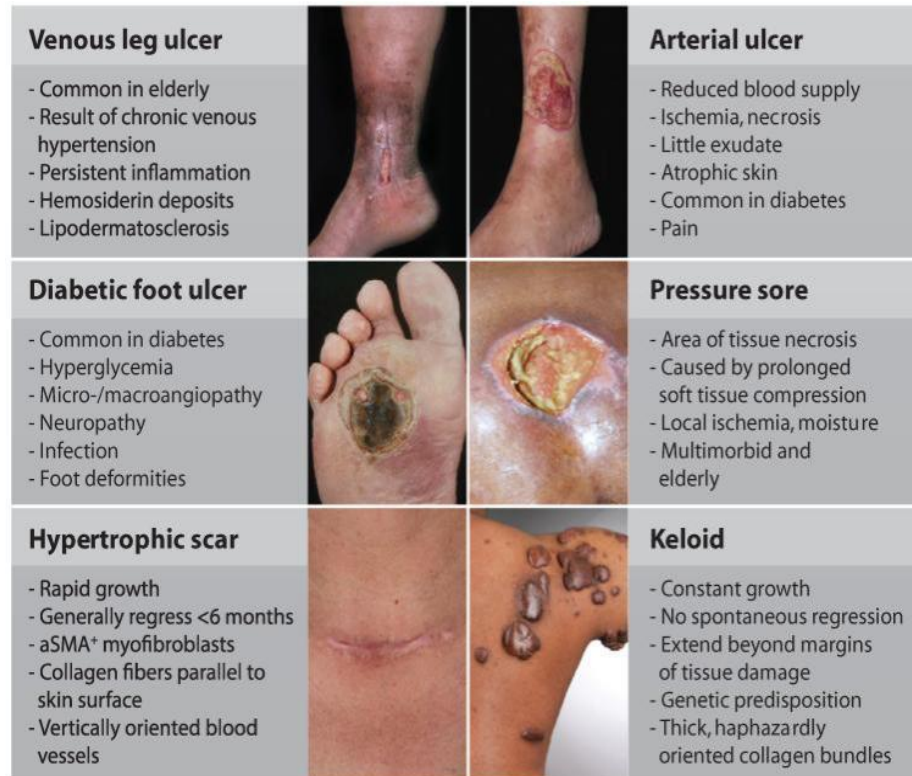 Venous leg ulcer
- Common in elderly
- Result of chronic venous
hypertension
- Persistent inflammation
- Hemosiderin deposits
- Lipodermatosclerosis
Arterial ulcer
- Reduced blood supply
- Ischemia, necrosis
- Little exudate
- Atrophic skin
- Common in diabetes
- Pain
Diabetic foot ulcer
- Common in diabetes
- Hyperglycemia
- Micro-/macroangiopathy
- Neuropathy
- Infection
- Foot deformities
Pressure sore
- Area of tissue necrosis
- Caused by prolonged
soft tissue compression
- Local ischemia, moisture
- Multimorbid and
elderly
Hypertrophic scar
- Rapid growth
- Generally regress <6 months
- aSMA⁺ myofibroblasts
- Collagen fibers parallel to
skin surface
- Vertically oriented blood
vessels
Keloid
- Constant growth
- No spontaneous regression
- Extend beyond margins
of tissue damage
- Genetic predisposition
- Thick, haphazardly
oriented collagen bundles